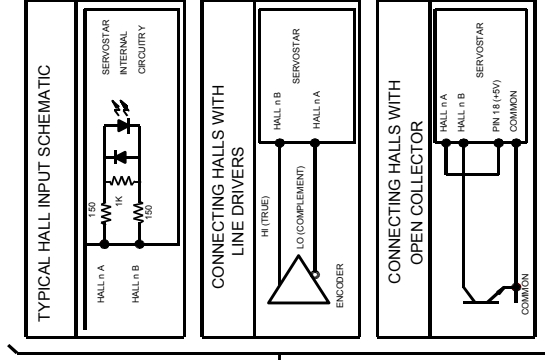 TYPICAL HALL INPUT SCHEMATIC
SERVOSTAR
INTERNAL
CIRCUITRY
150
1K
150
HALL n A
HALL n B
CONNECTING HALLS WITH
LINE DRIVERS
SERVOSTAR
HALL n B
HALL n A
HI (TRUE)
LO (COMPLEMENT)
ENCODER
CONNECTING HALLS WITH
OPEN COLLECTOR
SERVOSTAR
HALL n A
HALL n B
PIN 18 (+5V)
COMMON
COMMON